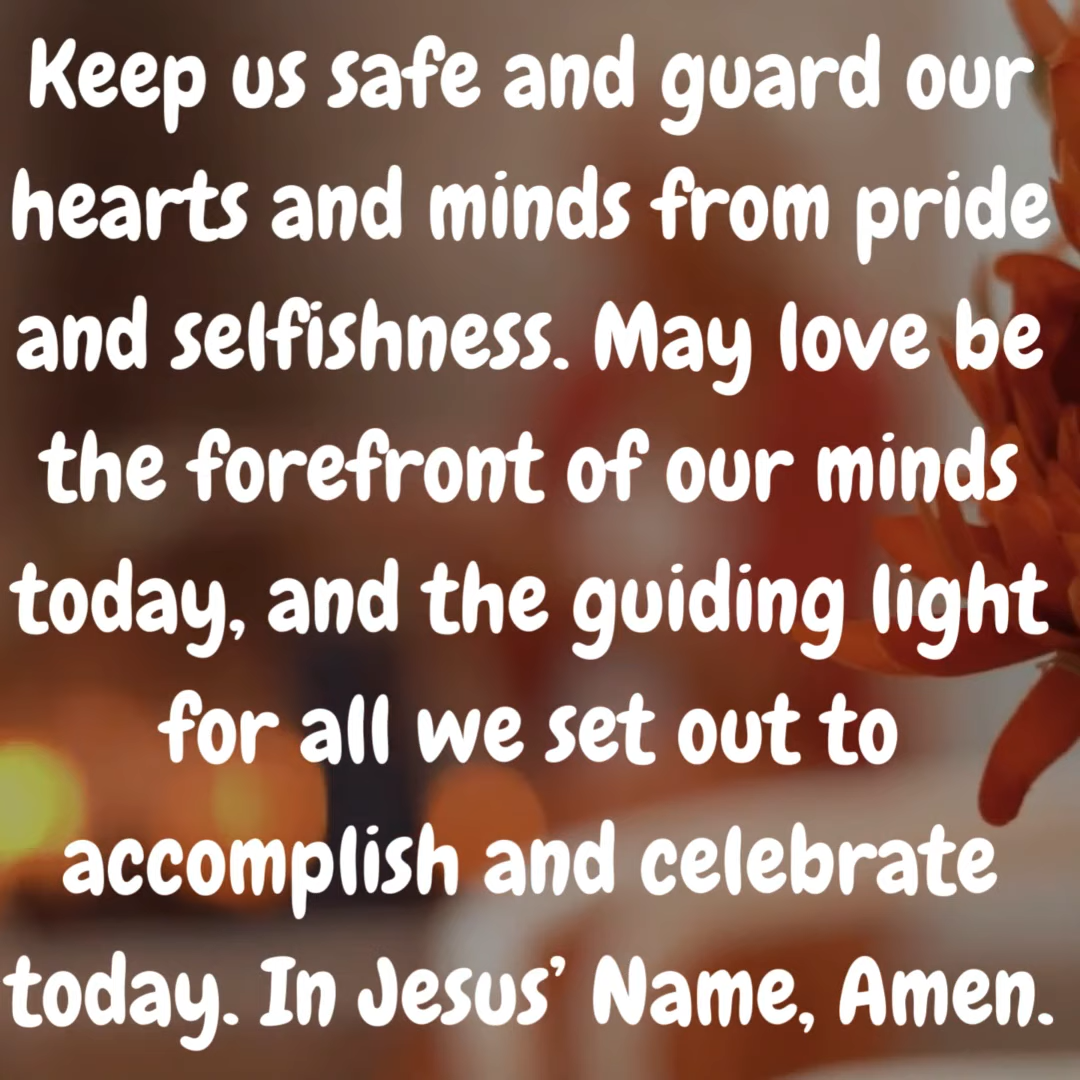 Keep us safe and guard our
hearts and minds from pride
and selfishness. May love be
the forefront of our minds
today, and the guiding light
for all we set out to
accomplish and celebrate
today. In Jesus’ Name, Amen.